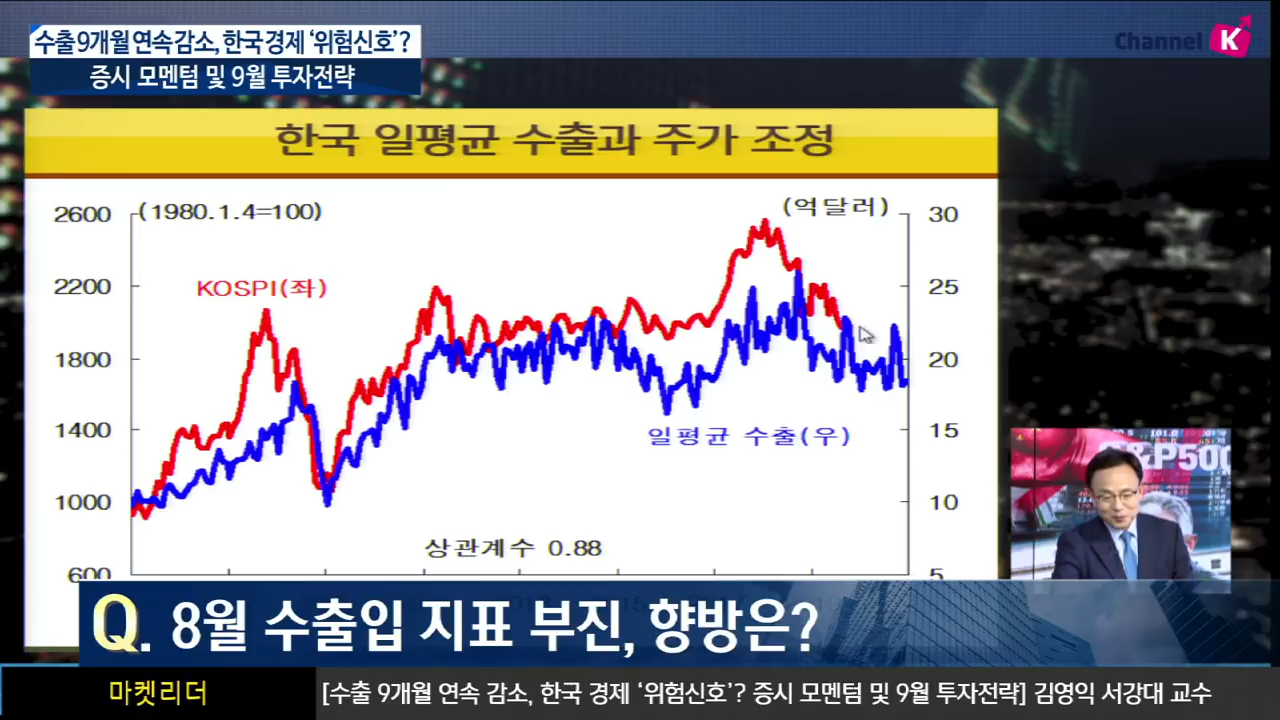 수출 9개월 연속 감소, 한국 경제 ‘위험신호’?
증시 모멘텀 및 9월 투자전략
Channel K
한국 일평균 수출과 주가 조정
(1980.1.4=100)
(억달러)
2600
2200
1800
1400
1000
600
30
25
20
15
10
5
KOSPI(좌)
일평균 수출(우)
상관계수 0.88
&P500
Q. 8월 수출입 지표 부진, 향방은?
마켓리더
[수출 9개월 연속 감소, 한국 경제 ‘위험신호’? 증시 모멘텀 및 9월 투자전략] 김영익 서강대 교수